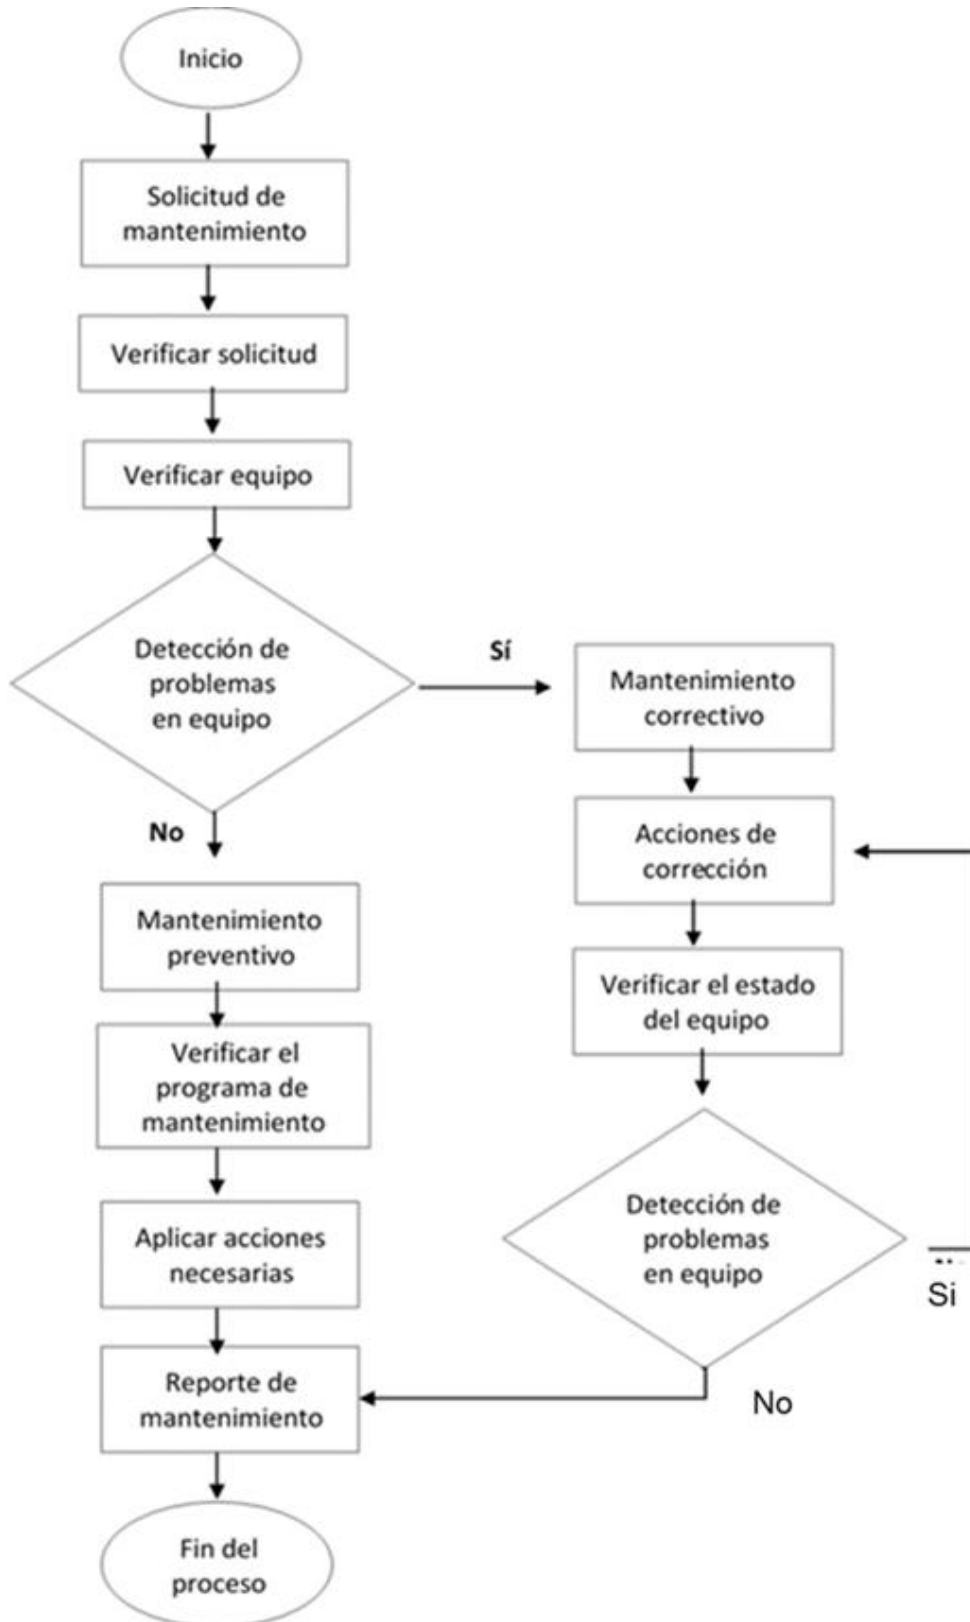 Inicio
Solicitud de
mantenimiento
Verificar solicitud
Verificar equipo
Detección de
problemas
en equipo
Sí
No
Mantenimiento
correctivo
Acciones de
corrección
Verificar el estado
del equipo
Detección de
problemas
en equipo
Si
No
Mantenimiento
preventivo
Verificar el
programa de
mantenimiento
Aplicar acciones
necesarias
Reporte de
mantenimiento
Fin del
proceso